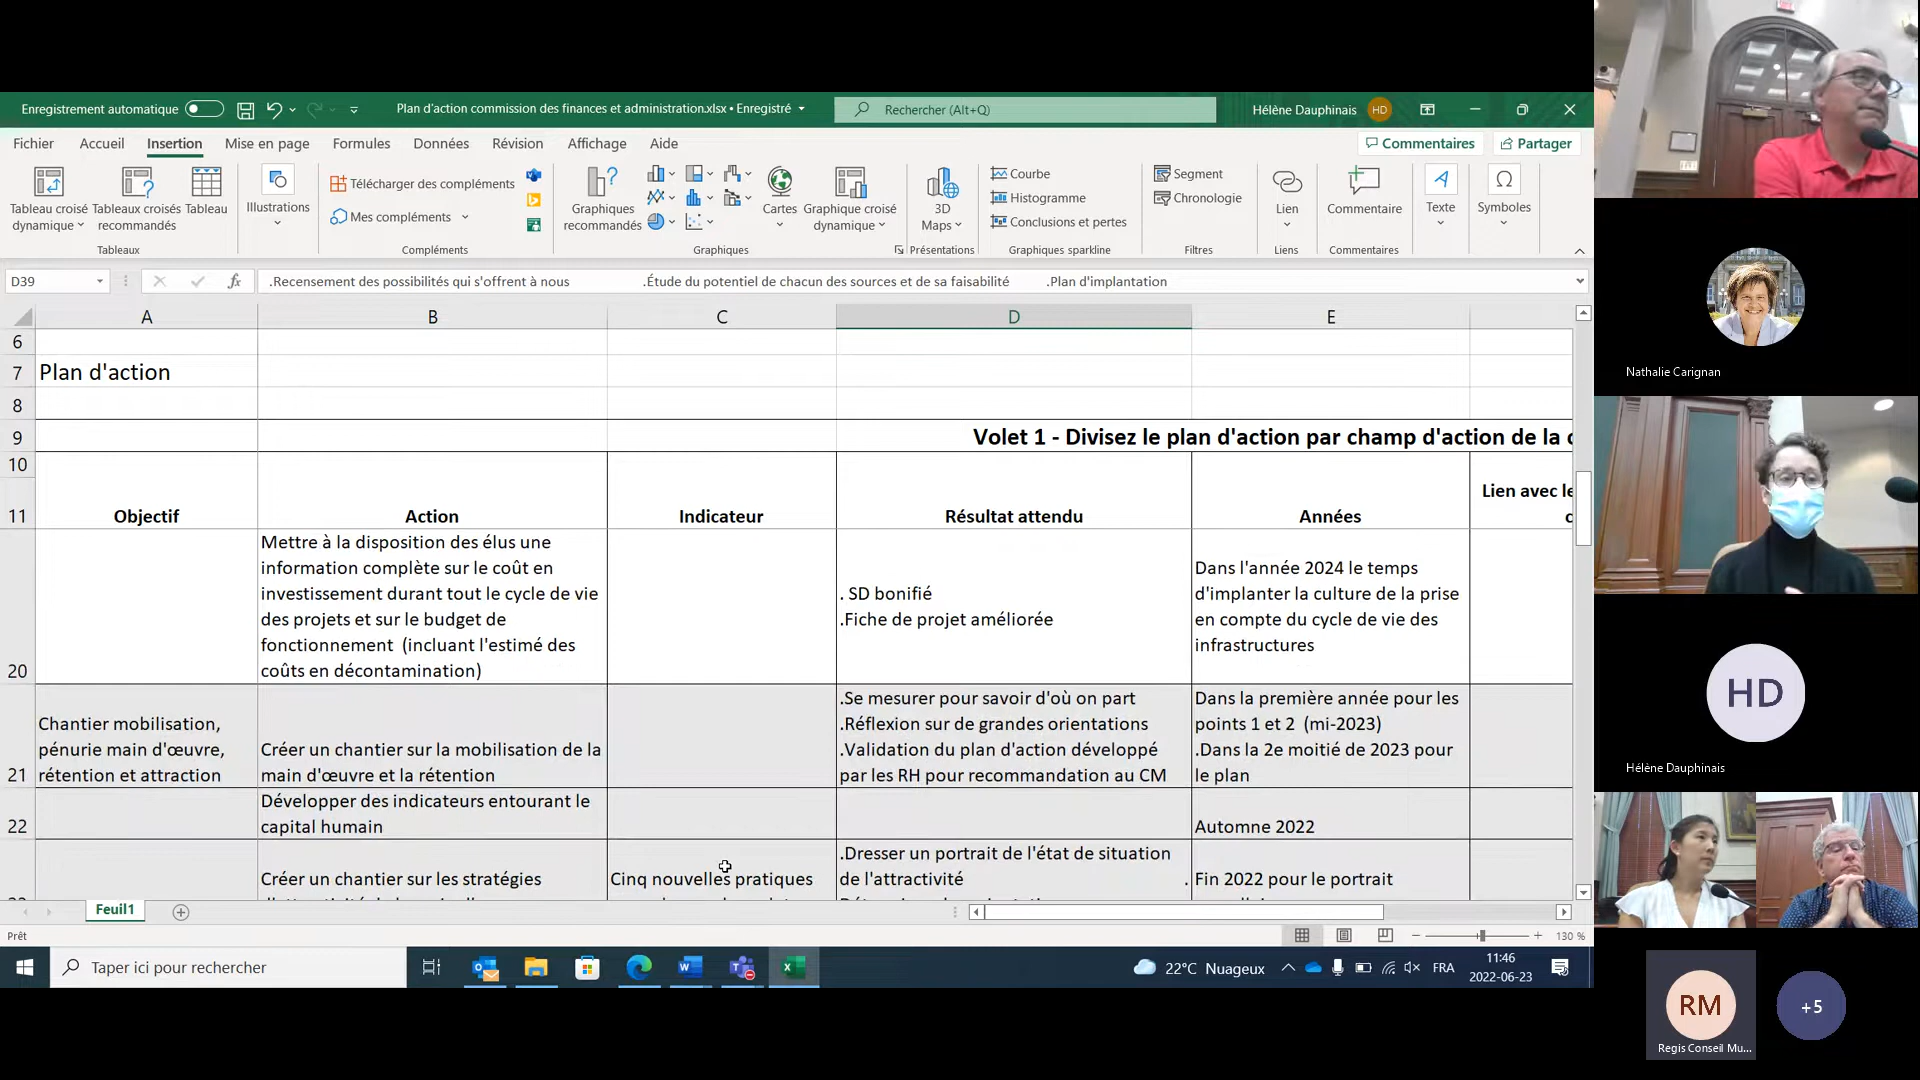 Enregistrement automatique
Plan d'action commission des finances et administration.xlsx • Enregistré
Rechercher (Alt+Q)
Hélène Dauphinais
HD
Fichier
Accueil
Insertion
Mise en page
Formules
Données
Révision
Affichage
Aide
Commentaires
Partager
Tableau croisé
dynamique
Tableaux croisés
recommandés
Tableau
Tableaux
Illustrations
Télécharger des compléments
Mes compléments
Compléments
Graphiques
recommandés
Cartes
Graphique croisé
dynamique
Graphiques
3D
Maps
Présentations
Courbe
Histogramme
Conclusions et pertes
Graphiques sparkline
Segment
Chronologie
Filtres
Lien
Liens
Commentaire
Commentaires
Texte
Symboles
D39
fx
.Recensement des possibilités qui s'offrent à nous .Étude du potentiel de chacun des sources et de sa faisabilité .Plan d'implantation
A B C D E
6
7 Plan d'action
8
9 Volet 1 - Divisez le plan d'action par champ d'action de la
10
Lien avec le
11 Objectif Action Indicateur Résultat attendu Années
Mettre à la disposition des élus une
information complète sur le coût en
investissement durant tout le cycle de vie
des projets et sur le budget de
fonctionnement (incluant l'estimé des
coûts en décontamination)
. SD bonifié
.Fiche de projet améliorée
Dans l'année 2024 le temps
d'implanter la culture de la prise
en compte du cycle de vie des
infrastructures
20
Chantier mobilisation,
pénurie main d'œuvre,
rétention et attraction
Créer un chantier sur la mobilisation de la
main d'œuvre et la rétention
.Se mesurer pour savoir d'où on part
.Réflexion sur de grandes orientations
.Validation du plan d'action développé
par les RH pour recommandation au CM
Dans la première année pour les
points 1 et 2 (mi-2023)
.Dans la 2e moitié de 2023 pour
le plan
21
Développer des indicateurs entourant le
capital humain
Automne 2022
22
Créer un chantier sur les stratégies
Cinq nouvelles pratiques
.Dresser un portrait de l'état de situation
de l'attractivité .
Fin 2022 pour le portrait
Feuil1
Prêt
130 %
Taper ici pour rechercher
22°C Nuageux
FRA
11:46
2022-06-23
Nathalie Carignan
HD
Hélène Dauphinais
RM
Regis Conseil Mu...
+5